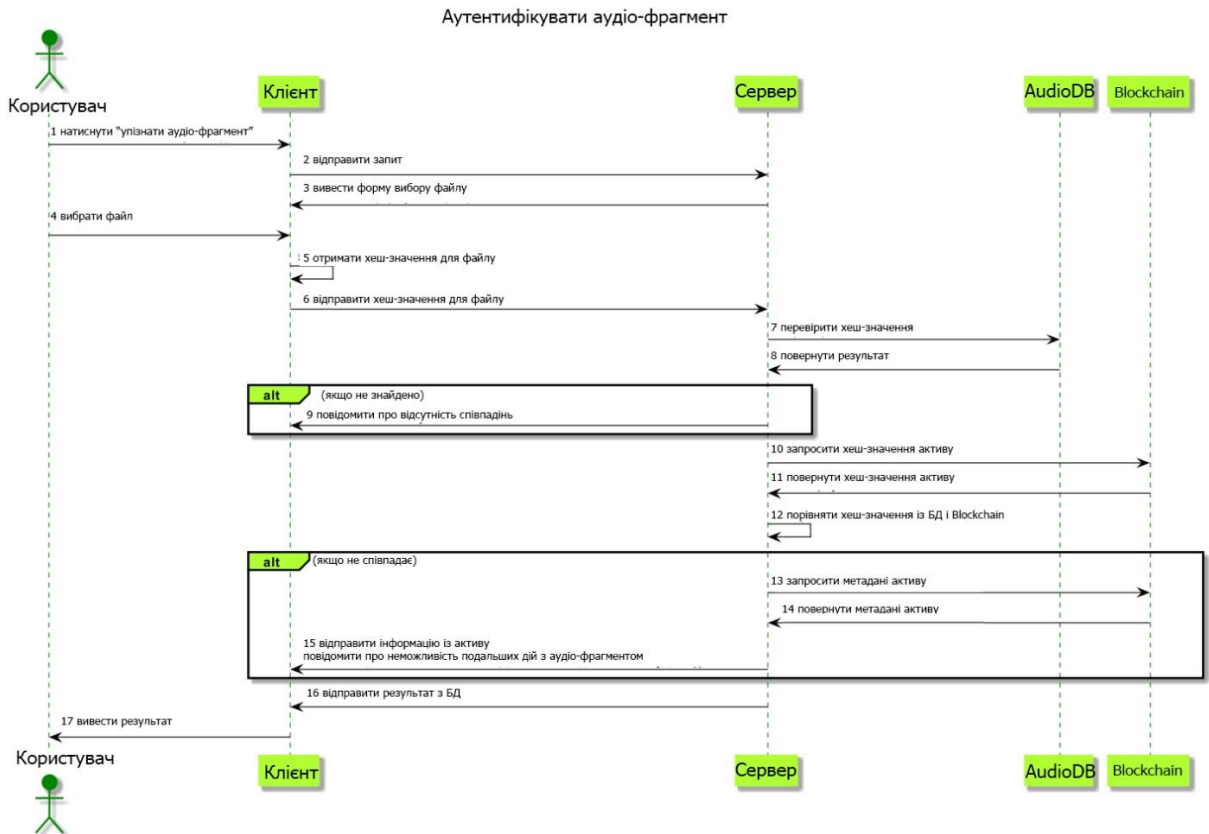 Аутентифікувати аудіо-фрагмент
Користувач
Клієнт
Сервер
AudioDB
Blockchain
1 натиснути “упізнати аудіо-фрагмент”
2 відправити запит
3 вивести форму вибору файлу
4 вибрати файл
5 отримати хеш-значення для файлу
6 відправити хеш-значення для файлу
7 перевірити хеш-значення
8 повернути результат
alt (якщо не знайдено)
9 повідомити про відсутність співпадінь
10 запросити хеш-значення активу
11 повернути хеш-значення активу
12 порівняти хеш-значення із БД і Blockchain
alt (якщо не співпадає)
13 запросити метадані активу
14 повернути метадані активу
15 відправити інформацію із активу
повідомити про неможливість подальших дій з аудіо-фрагментом
16 відправити результат з БД
17 вивести результат
Користувач
Клієнт
Сервер
AudioDB
Blockchain